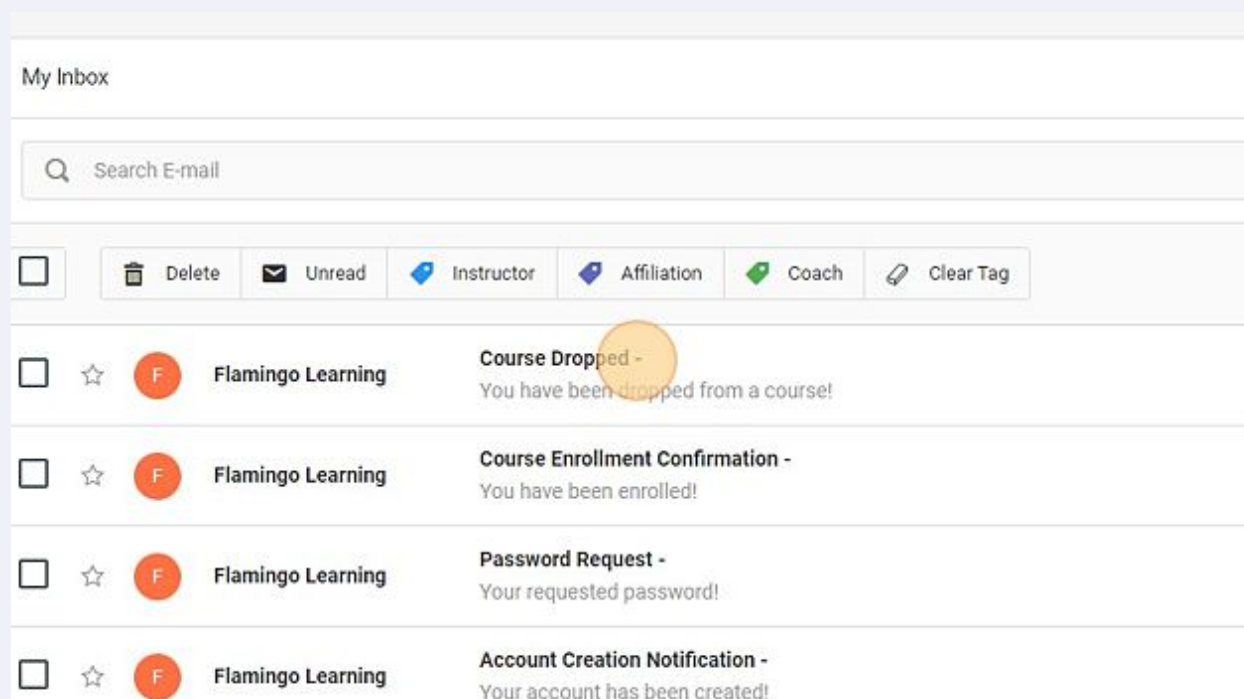 My Inbox
Search E-mail
Delete Unread Instructor Affiliation Coach Clear Tag
F Flamingo Learning Course Dropped -
You have been dropped from a course!
F Flamingo Learning Course Enrollment Confirmation -
You have been enrolled!
F Flamingo Learning Password Request -
Your requested password!
F Flamingo Learning Account Creation Notification -
Your account has been created!